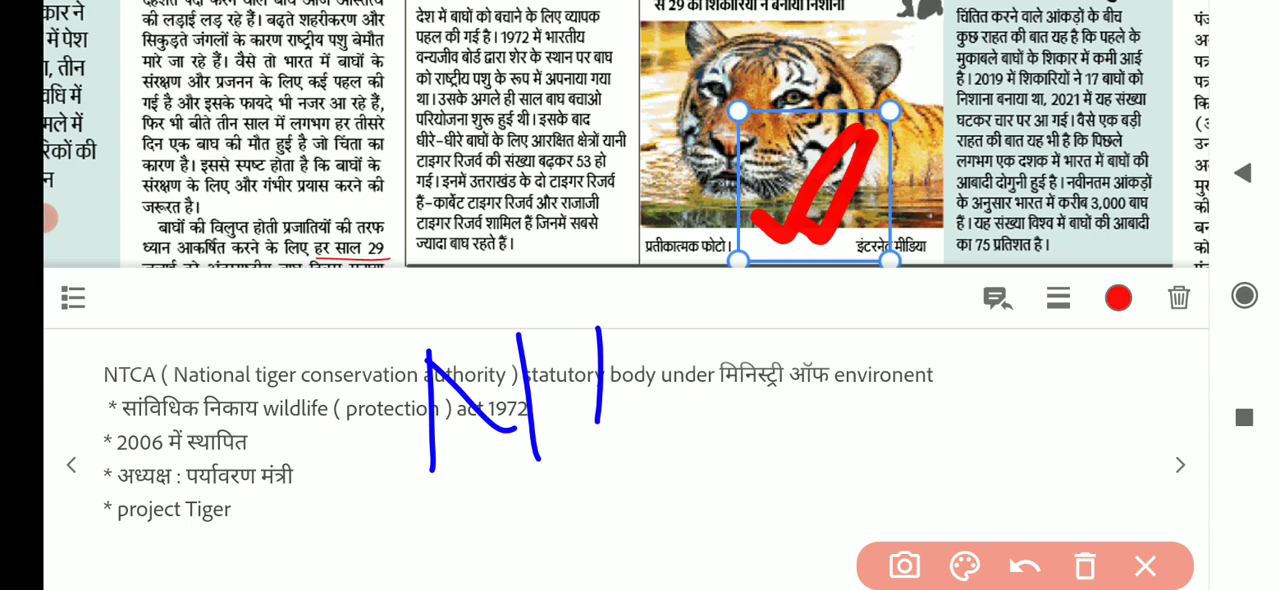 कार ने
में पेश
, तीन
वधि में
मले में
रिकों की
न
की लड़ाई लड़ रहे हैं। बढ़ते शहरीकरण और
सिकुड़ते जंगलों के कारण राष्ट्रीय पशु बेमौत
मारे जा रहे हैं। वैसे तो भारत में बाघों के
संरक्षण और प्रजनन के लिए कई पहल की
गई है और इसके फायदे भी नजर आ रहे हैं,
फिर भी बीते तीन साल में लगभग हर तीसरे
दिन एक बाघ की मौत हुई है जो चिंता का
कारण है। इससे स्पष्ट होता है कि बाघों के
संरक्षण के लिए और गंभीर प्रयास करने की
जरूरत है।
बाघों की विलुप्त होती प्रजातियों की तरफ
ध्यान आकर्षित करने के लिए हर साल 29
देश में बाघों को बचाने के लिए व्यापक
पहल की गई है। 1972 में भारतीय
वन्यजीव बोर्ड द्वारा शेर के स्थान पर बाघ
को राष्ट्रीय पशु के रूप में अपनाया गया
था। उसके अगले ही साल बाघ बचाओ
परियोजना शुरू हुई थी। इसके बाद
धीरे-धीरे बाघों के लिए आरक्षित क्षेत्रों यानी
टाइगर रिजर्व की संख्या बढ़कर 53 हो
गई। इनमें उत्तराखंड के दो टाइगर रिजर्व
हैं-कार्बेट टाइगर रिजर्व और राजाजी
टाइगर रिजर्व शामिल हैं जिनमें सबसे
ज्यादा बाघ रहते हैं।
से 29 को शिकारियों ने बनाया निशाना
प्रतीकात्मक फोटो। इंटरनेट मीडिया
चिंतित करने वाले आंकड़ों के बीच
कुछ राहत की बात यह है कि पहले के
मुकाबले बाघों के शिकार में कमी आई
है। 2019 में शिकारियों ने 17 बाघों को
निशाना बनाया था, 2021 में यह संख्या
घटकर चार पर आ गई। वैसे एक बड़ी
राहत की बात यह भी है कि पिछले
लगभग एक दशक में भारत में बाघों की
आबादी दोगुनी हुई है। नवीनतम आंकड़ों
के अनुसार भारत में करीब 3,000 बाघ
हैं। यह संख्या विश्व में बाघों की आबादी
का 75 प्रतिशत है।
NTCA ( National tiger conservation authority ) statutory body under मिनिस्ट्री ऑफ environent
* सांविधिक निकाय wildlife ( protection ) act 1972
* 2006 में स्थापित
* अध्यक्ष : पर्यावरण मंत्री
* project Tiger